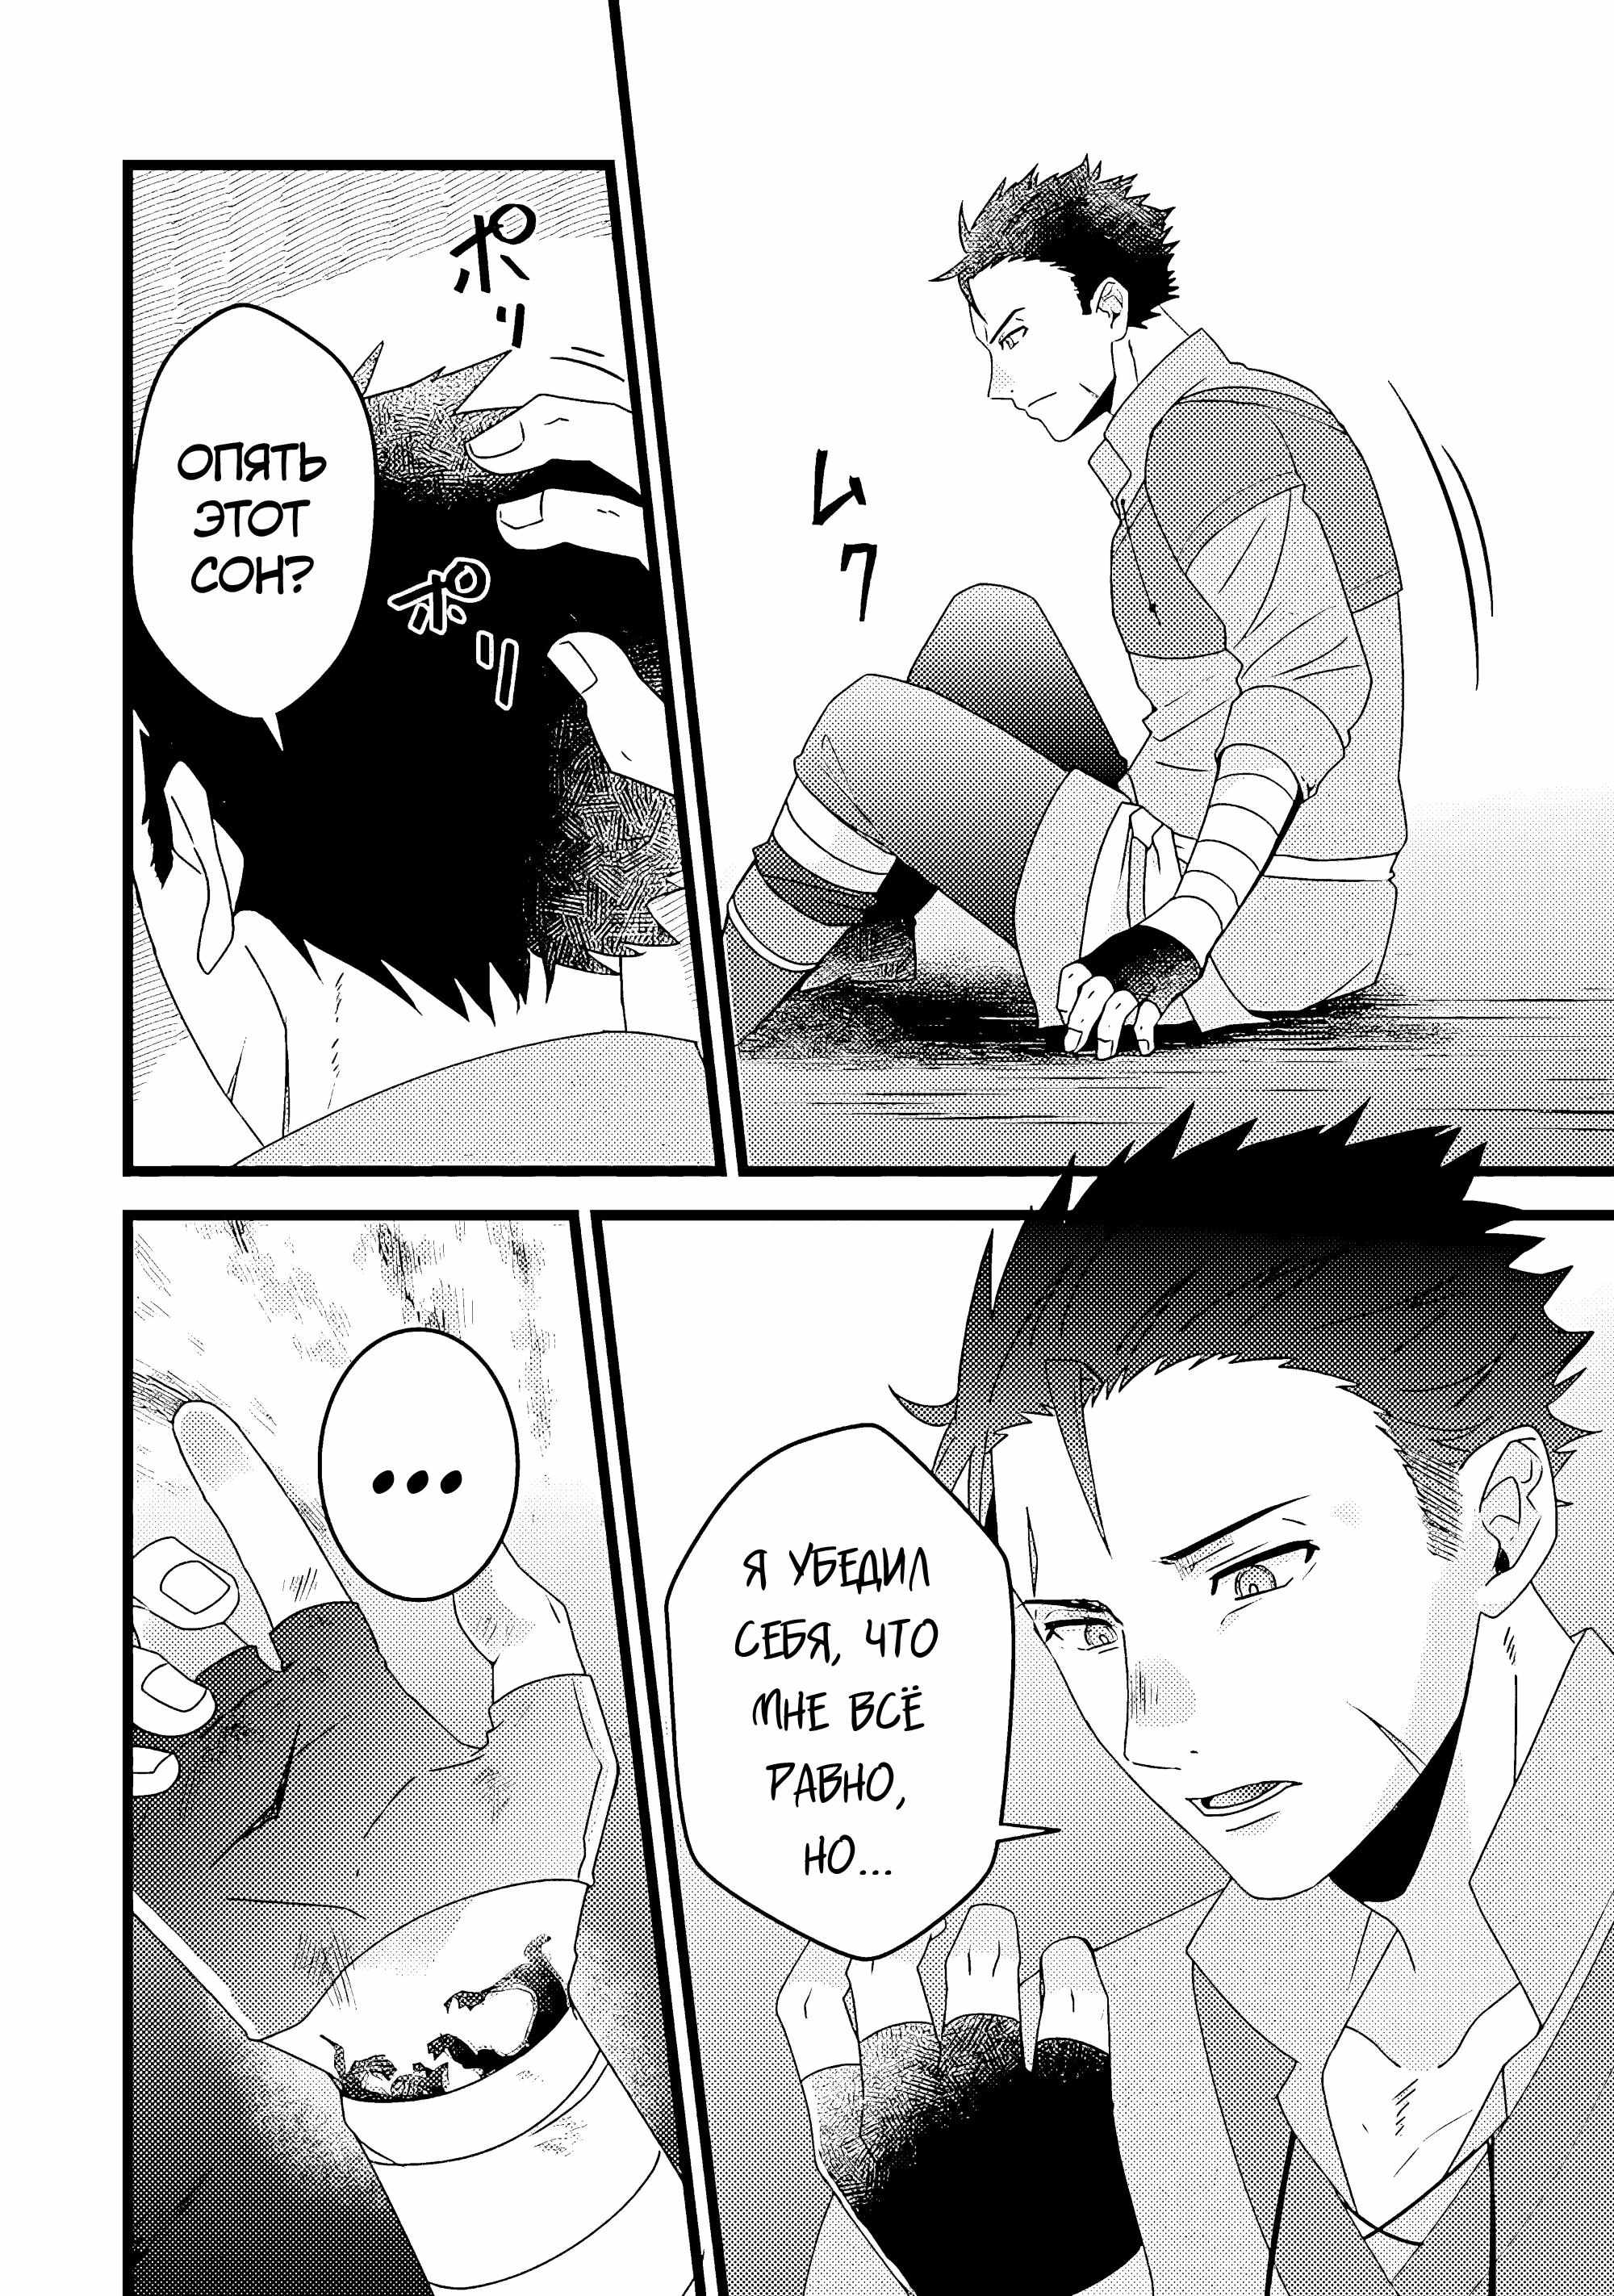 ムク
ポリ
ОПЯТЬ
ЭТОТ
СОН?
ポリ
Я УБЕДИЛ
СЕБЯ, ЧТО
МНЕ ВСЁ
РАВНО,
НО...
...